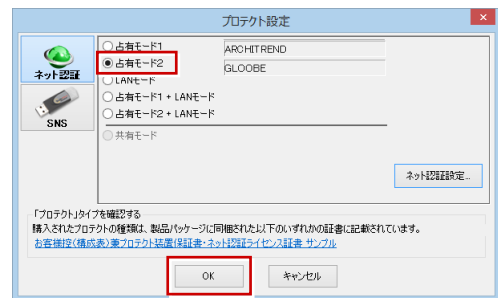 プロテクト設定
×
ネット認証
SNS
占有モード1
ARCHITREND
占有モード2
GLOOBE
LANモード
占有モード1 + LANモード
占有モード2 + LANモード
共有モード
ネット認証設定...
「プロテクト」タイプを確認する
購入されたプロテクトの種類は、製品パッケージに同梱された以下のいずれかの証書に記載されています。
お客様控(構成表)兼プロテクト装置保証書・ネット認証ライセンス証書 サンプル
OK
キャンセル